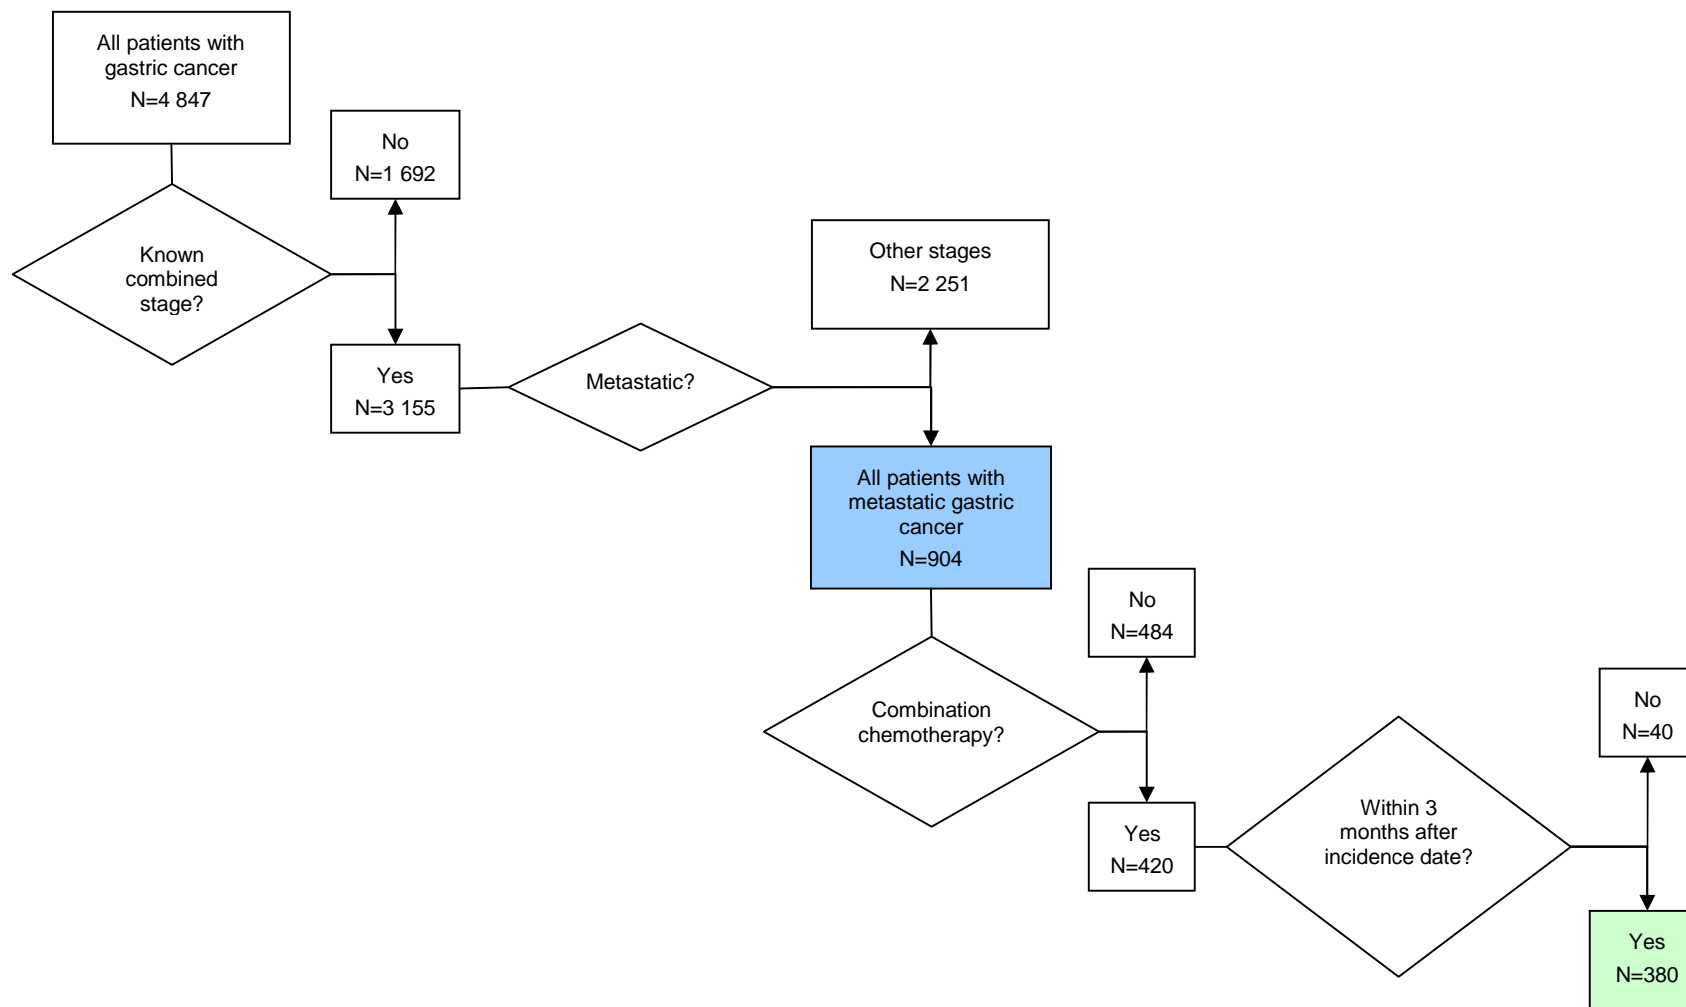 All patients with
gastric cancer
N=4 847
No
N=1 692
Known
combined
stage?
Yes
N=3 155
Metastatic?
Other stages
N=2 251
All patients with
metastatic gastric
cancer
N=904
No
N=484
Combination
chemotherapy?
Yes
N=420
Within 3
months after
incidence date?
No
N=40
Yes
N=380